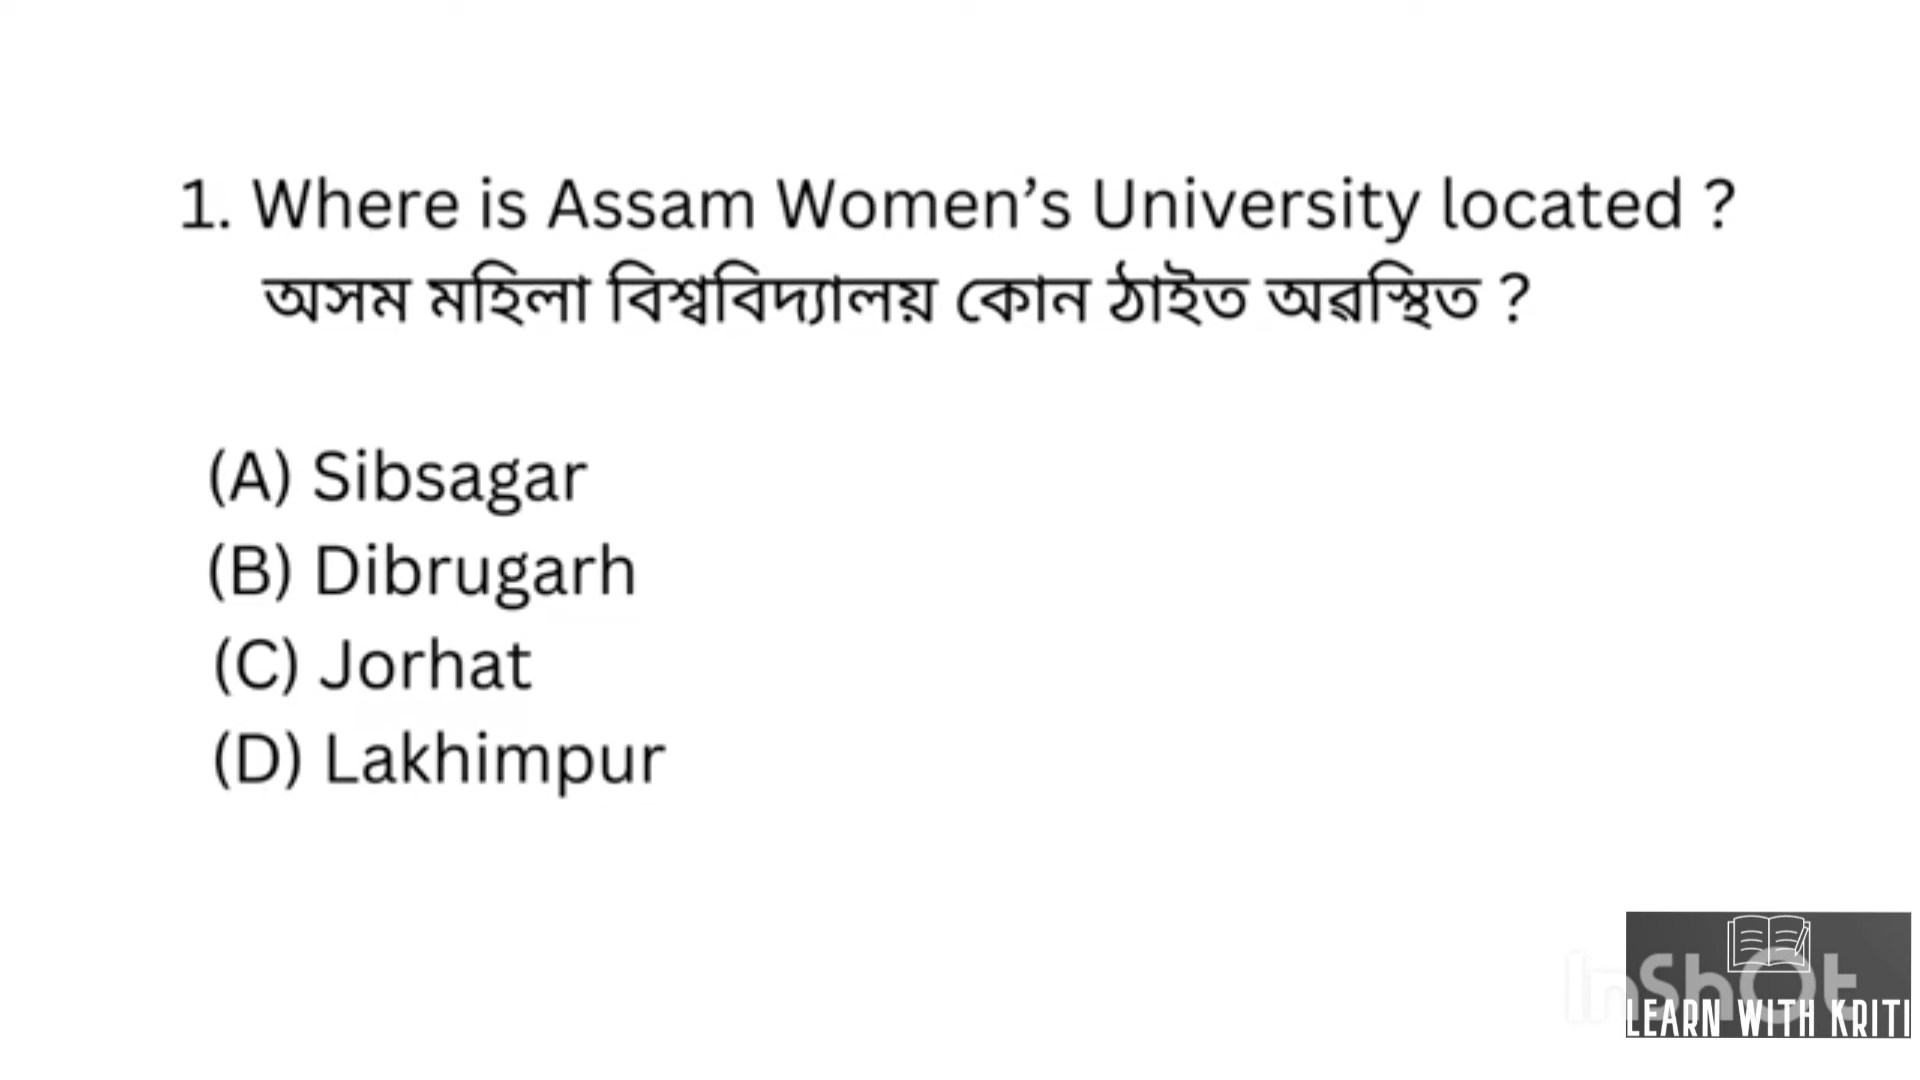 1. Where is Assam Women’s University located ?
অসম মহিলা বিশ্ববিদ্যালয় কোন ঠাইত অৱস্থিত ?
(A) Sibsagar
(B) Dibrugarh
(C) Jorhat
(D) Lakhimpur
InShOt
LEARN WITH KRITI